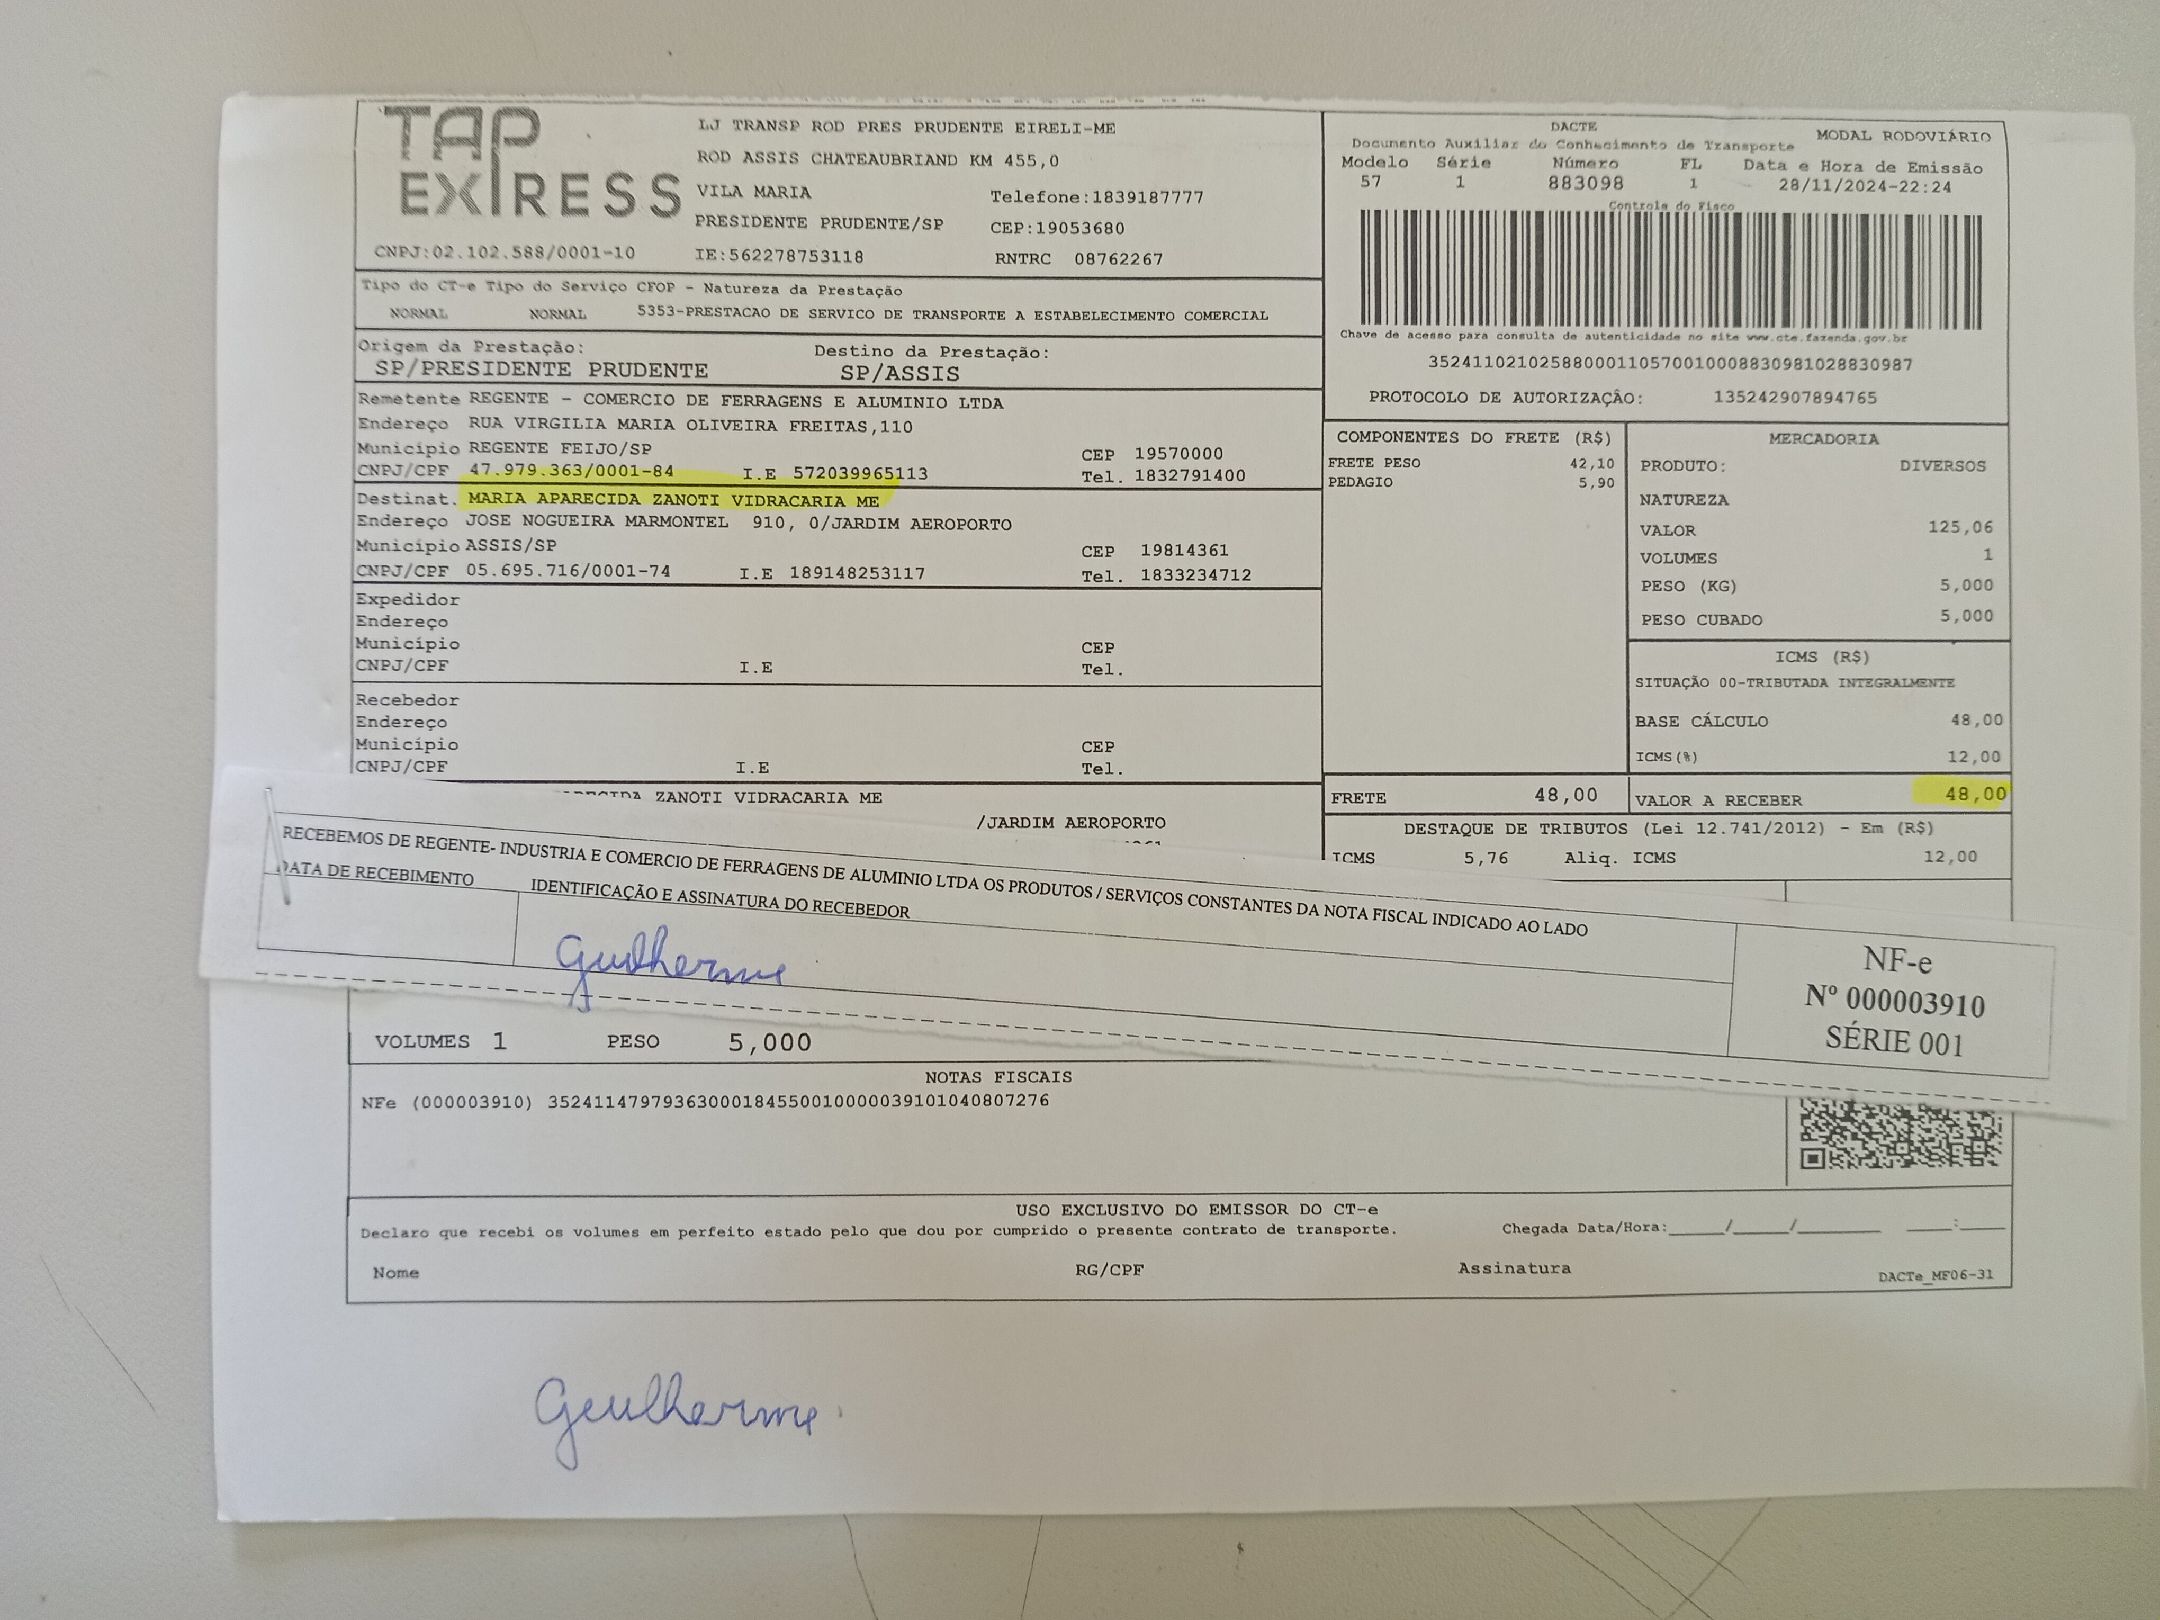 TAP EXPRESS
LJ TRANSP ROD PRES PRUDENTE EIRELI-ME
ROD ASSIS CHATEAUBRIAND KM 455,0
VILA MARIA Telefone:1839187777
PRESIDENTE PRUDENTE/SP CEP:19053680
CNPJ:02.102.588/0001-10 IE:562278753118 RNTRC 08762267
DACTE
Documento Auxiliar do Conhecimento de Transporte MODAL RODOVIÁRIO
Modelo Série Número FL Data e Hora de Emissão
57 1 883098 1 28/11/2024-22:24
Controle do Fisco
Chave de acesso para consulta de autenticidade no site www.cte.fazenda.gov.br
35241102102588000110570010008830981028830987
PROTOCOLO DE AUTORIZAÇÃO: 135242907894765
Tipo do CT-e Tipo do Serviço CFOP - Natureza da Prestação
NORMAL NORMAL 5353-PRESTACAO DE SERVICO DE TRANSPORTE A ESTABELECIMENTO COMERCIAL
Origem da Prestação: Destino da Prestação:
SP/PRESIDENTE PRUDENTE SP/ASSIS
Remetente REGENTE - COMERCIO DE FERRAGENS E ALUMINIO LTDA
Endereço RUA VIRGILIA MARIA OLIVEIRA FREITAS,110
Município REGENTE FEIJO/SP CEP 19570000
CNPJ/CPF 47.979.363/0001-84 I.E 572039965113 Tel. 1832791400
Destinat. MARIA APARECIDA ZANOTI VIDRACARIA ME
Endereço JOSE NOGUEIRA MARMONTEL 910, 0/JARDIM AEROPORTO
Município ASSIS/SP CEP 19814361
CNPJ/CPF 05.695.716/0001-74 I.E 189148253117 Tel. 1833234712
Expedidor
Endereço
Município CEP
CNPJ/CPF I.E Tel.
Recebedor
Endereço
Município CEP
CNPJ/CPF I.E Tel.
ZANOTI VIDRACARIA ME
/JARDIM AEROPORTO
COMPONENTES DO FRETE (R$)
FRETE PESO 42,10
PEDAGIO 5,90
MERCADORIA
PRODUTO: DIVERSOS
NATUREZA
VALOR 125,06
VOLUMES 1
PESO (KG) 5,000
PESO CUBADO 5,000
ICMS (R$)
SITUAÇÃO 00-TRIBUTADA INTEGRALMENTE
BASE CÁLCULO 48,00
ICMS(%) 12,00
FRETE 48,00 VALOR A RECEBER 48,00
DESTAQUE DE TRIBUTOS (Lei 12.741/2012) - Em (R$)
ICMS 5,76 Aliq. ICMS 12,00
RECEBEMOS DE REGENTE- INDUSTRIA E COMERCIO DE FERRAGENS DE ALUMINIO LTDA OS PRODUTOS / SERVIÇOS CONSTANTES DA NOTA FISCAL INDICADO AO LADO
DATA DE RECEBIMENTO IDENTIFICAÇÃO E ASSINATURA DO RECEBEDOR
Guilherme
NF-e
Nº 000003910
SÉRIE 001
VOLUMES 1 PESO 5,000
NOTAS FISCAIS
NFe (000003910) 35241147979363000184550010000039101040807276
USO EXCLUSIVO DO EMISSOR DO CT-e
Declaro que recebi os volumes em perfeito estado pelo que dou por cumprido o presente contrato de transporte. Chegada Data/Hora:____/____/______ ___:___
Nome RG/CPF Assinatura DACTe_MF06-31
Guilherme